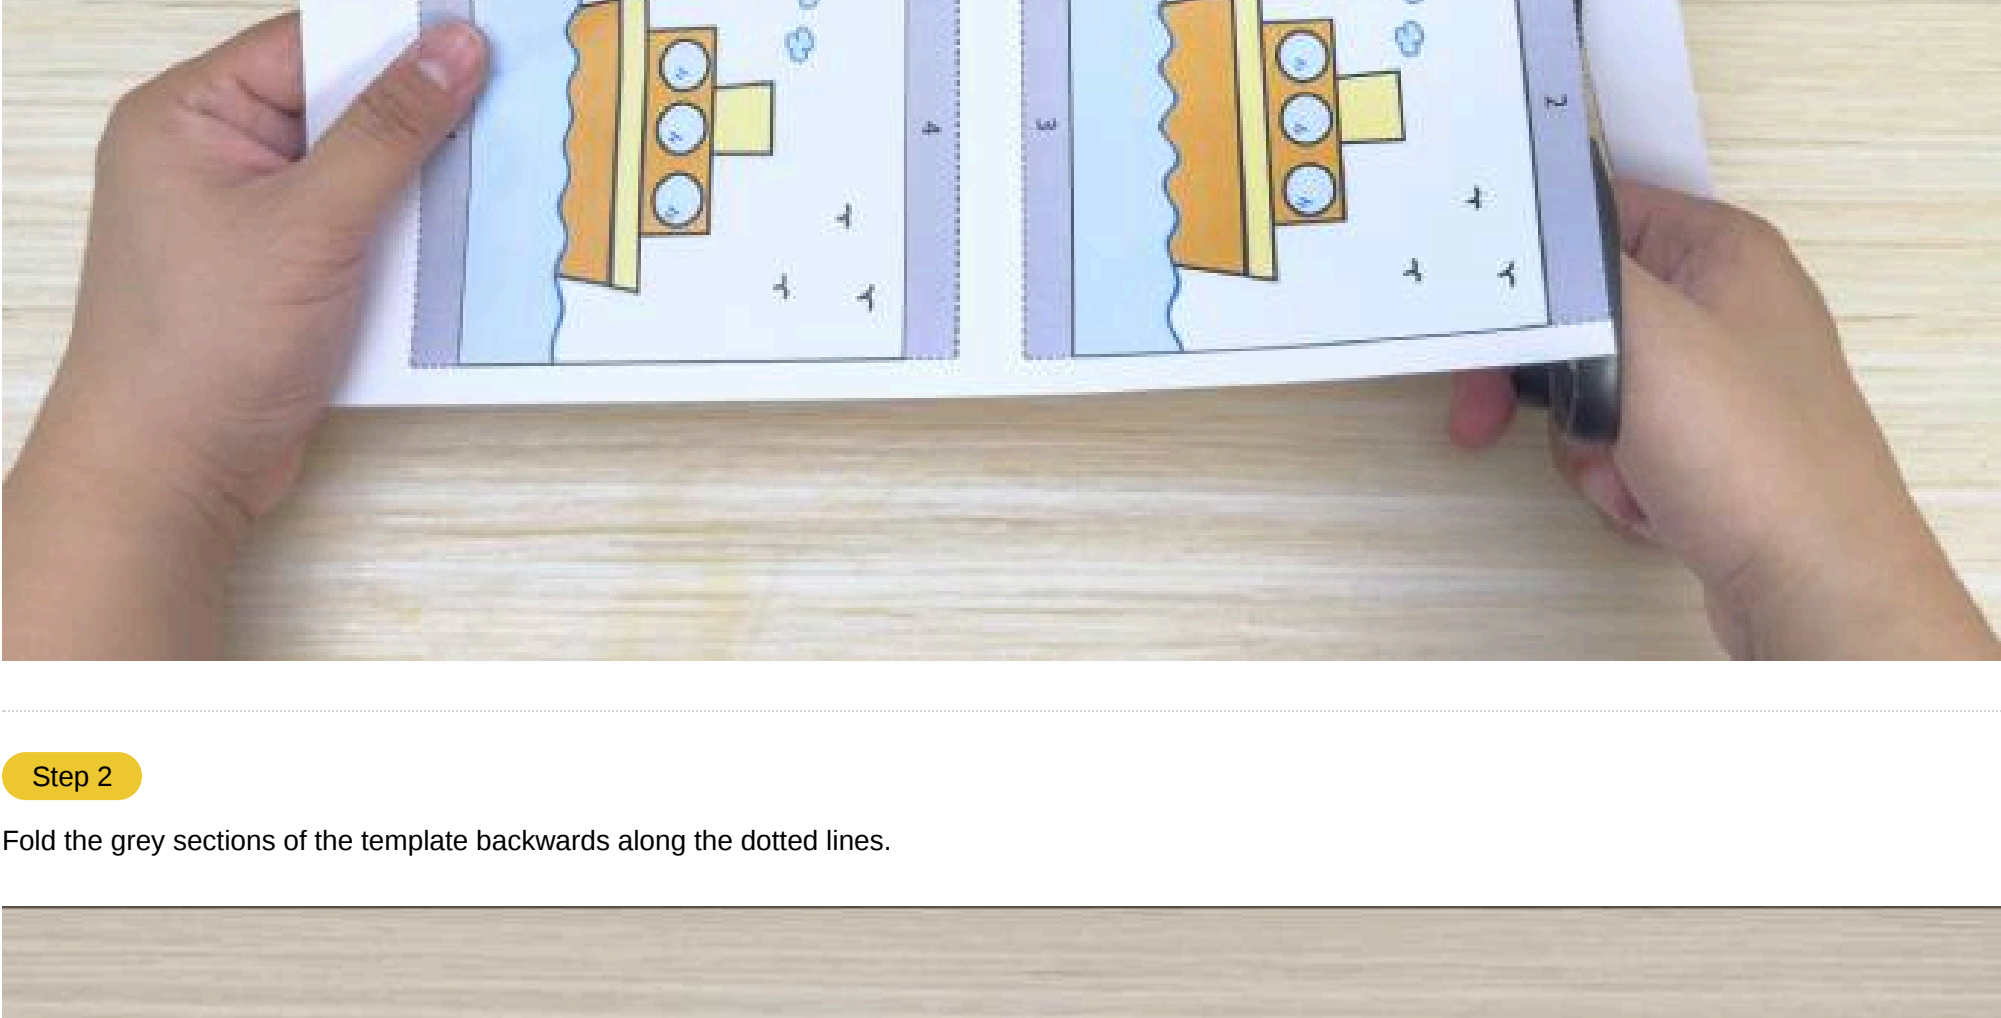 4
3
2
Step 2
Fold the grey sections of the template backwards along the dotted lines.